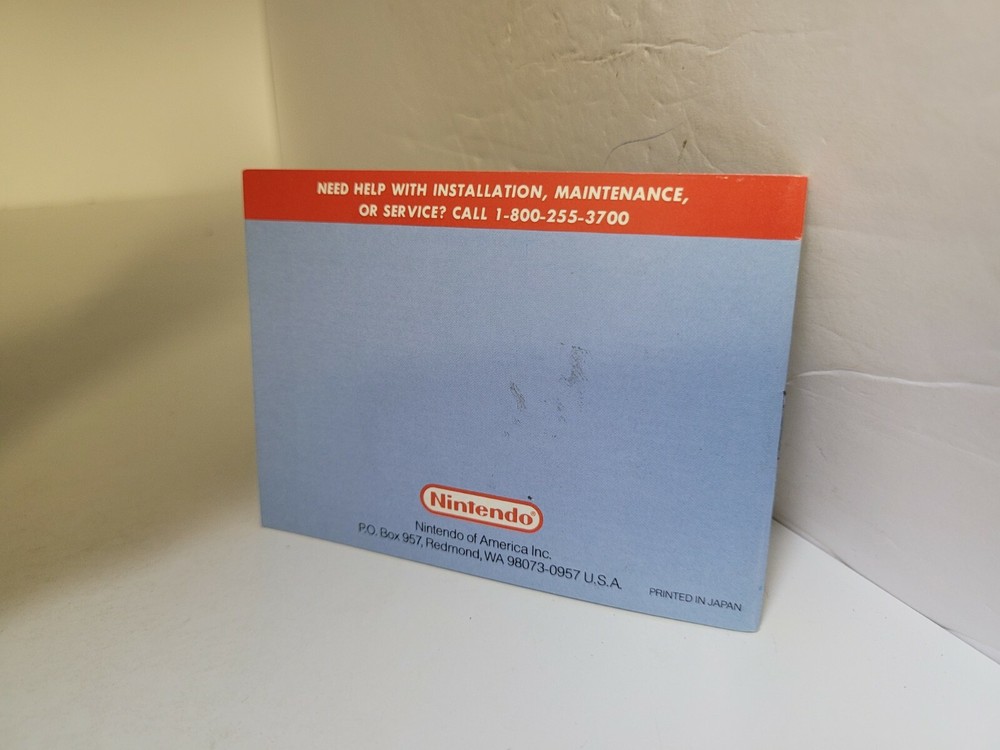 NEED HELP WITH INSTALLATION, MAINTENANCE,
OR SERVICE? CALL 1-800-255-3700
Nintendo®
Nintendo of America Inc.
P.O. Box 957, Redmond, WA 98073-0957 U.S.A.
PRINTED IN JAPAN